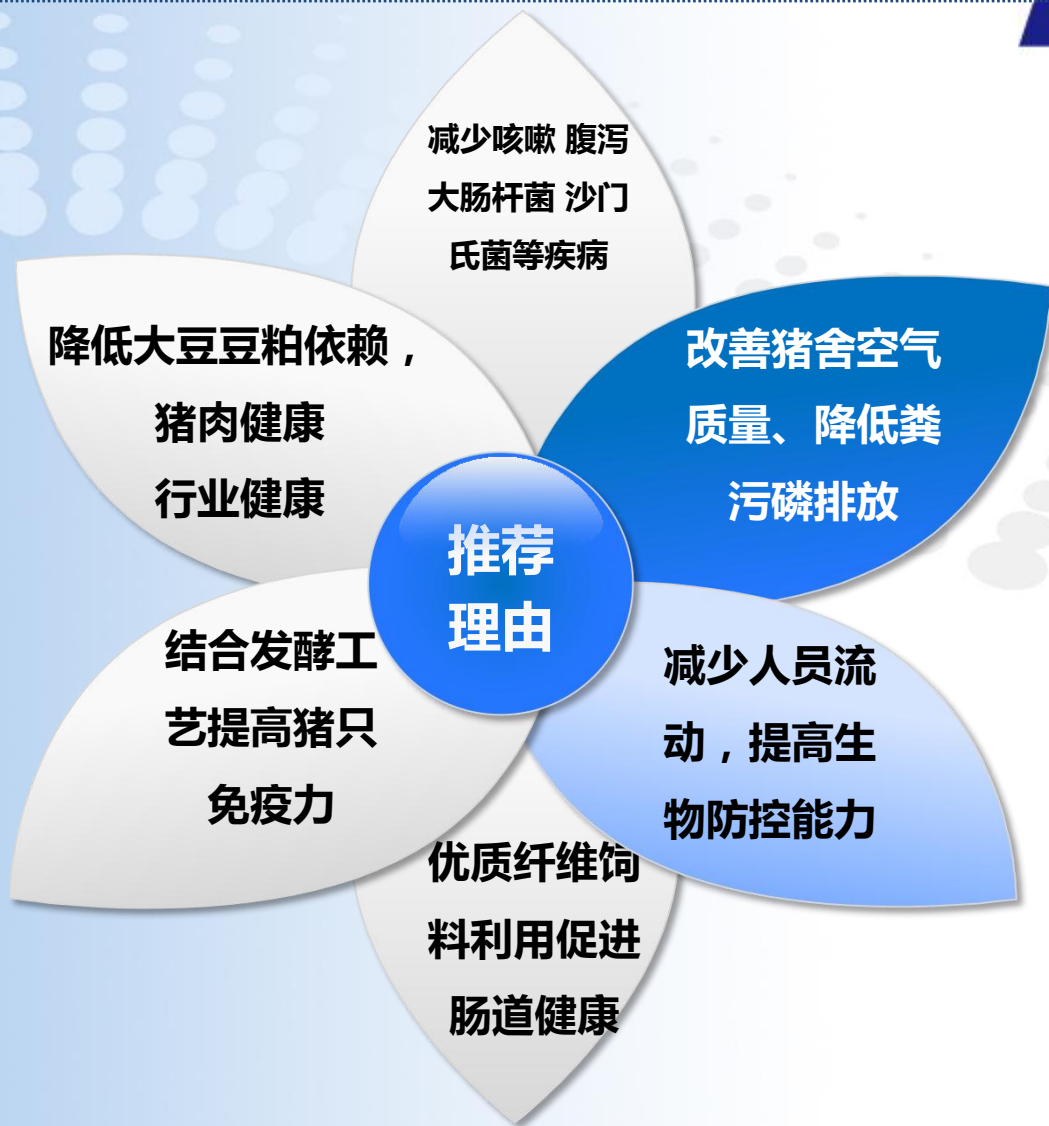 减少咳嗽 腹泻
大肠杆菌 沙门
氏菌等疾病
降低大豆豆粕依赖，
猪肉健康
行业健康
改善猪舍空气
质量、降低粪
污磷排放
推荐
理由
结合发酵工
艺提高猪只
免疫力
减少人员流
动，提高生
物防控能力
优质纤维饲
料利用促进
肠道健康